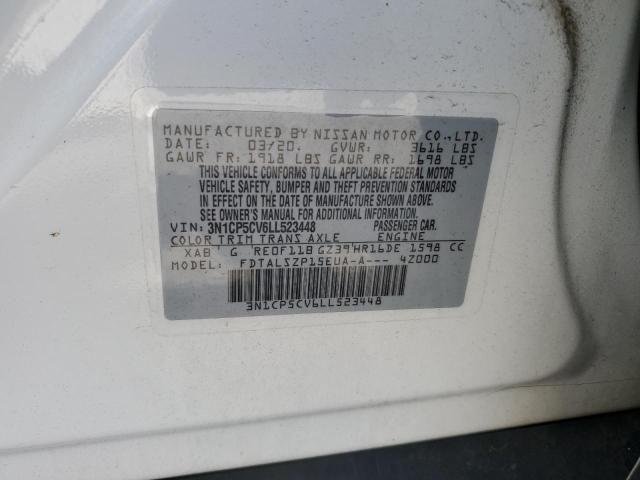 MANUFACTURED BY NISSAN MOTOR CO.,LTD.
DATE: 03/20. GVWR: 3616 LBS
GAWR FR: 1918 LBS GAWR RR: 1698 LBS
THIS VEHICLE CONFORMS TO ALL APPLICABLE FEDERAL MOTOR
VEHICLE SAFETY, BUMPER AND THEFT PREVENTION STANDARDS
IN EFFECT ON THE DATE OF MANUFACTURE SHOWN ABOVE.
SEE OWNER'S MANUAL FOR ADDITIONAL INFORMATION.
VIN: 3N1CP5CV6LL523448 PASSENGER CAR.
COLOR TRIM TRANS AXLE ENGINE
XAB G RE0F11B GZ39 HR16DE 1598 CC
MODEL: FDTALSZP15EUA-A--- 42000
3N1CP5CV6LL523448